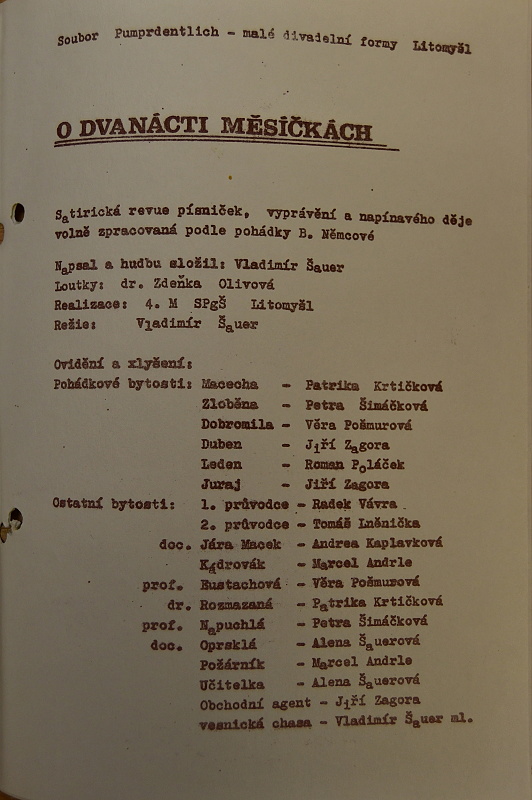 Soubor Pumprdentlich - malé divadelní formy Litomyšl
O DVANÁCTI MĚSÍČKÁCH
Satirická revue písniček, vyprávění a napínavého děje
volně zpracovaná podle pohádky B. Němcové
Napsal a hudbu složil: Vladimír Šauer
Loutky: dr. Zdeňka Olivová
Realizace: 4. M SPgŠ Litomyšl
Režie: Vladimír Šauer
Ovidění a xlyšení:
Pohádkové bytosti: Macecha - Patrika Krtičková
Zloběna - Petra Šimáčková
Dobromila - Věra Pošmurová
Duben - Jiří Zagora
Leden - Roman Poláček
Juraj - Jiří Zagora
Ostatní bytosti: 1. průvodce - Radek Vávra
2. průvodce - Tomáš Lněnička
doc. Jára Macek - Andrea Kaplavková
Kádrovák - Marcel Andrle
prof. Eustachová - Věra Pošmurová
dr. Rozmazaná - Patrika Krtičková
prof. Napuchlá - Petra Šimáčková
doc. Oprsklá - Alena Šauerová
Požárník - Marcel Andrle
Učitelka - Alena Šauerová
Obchodní agent - Jiří Zagora
vesnická chasa - Vladimír Šauer ml.